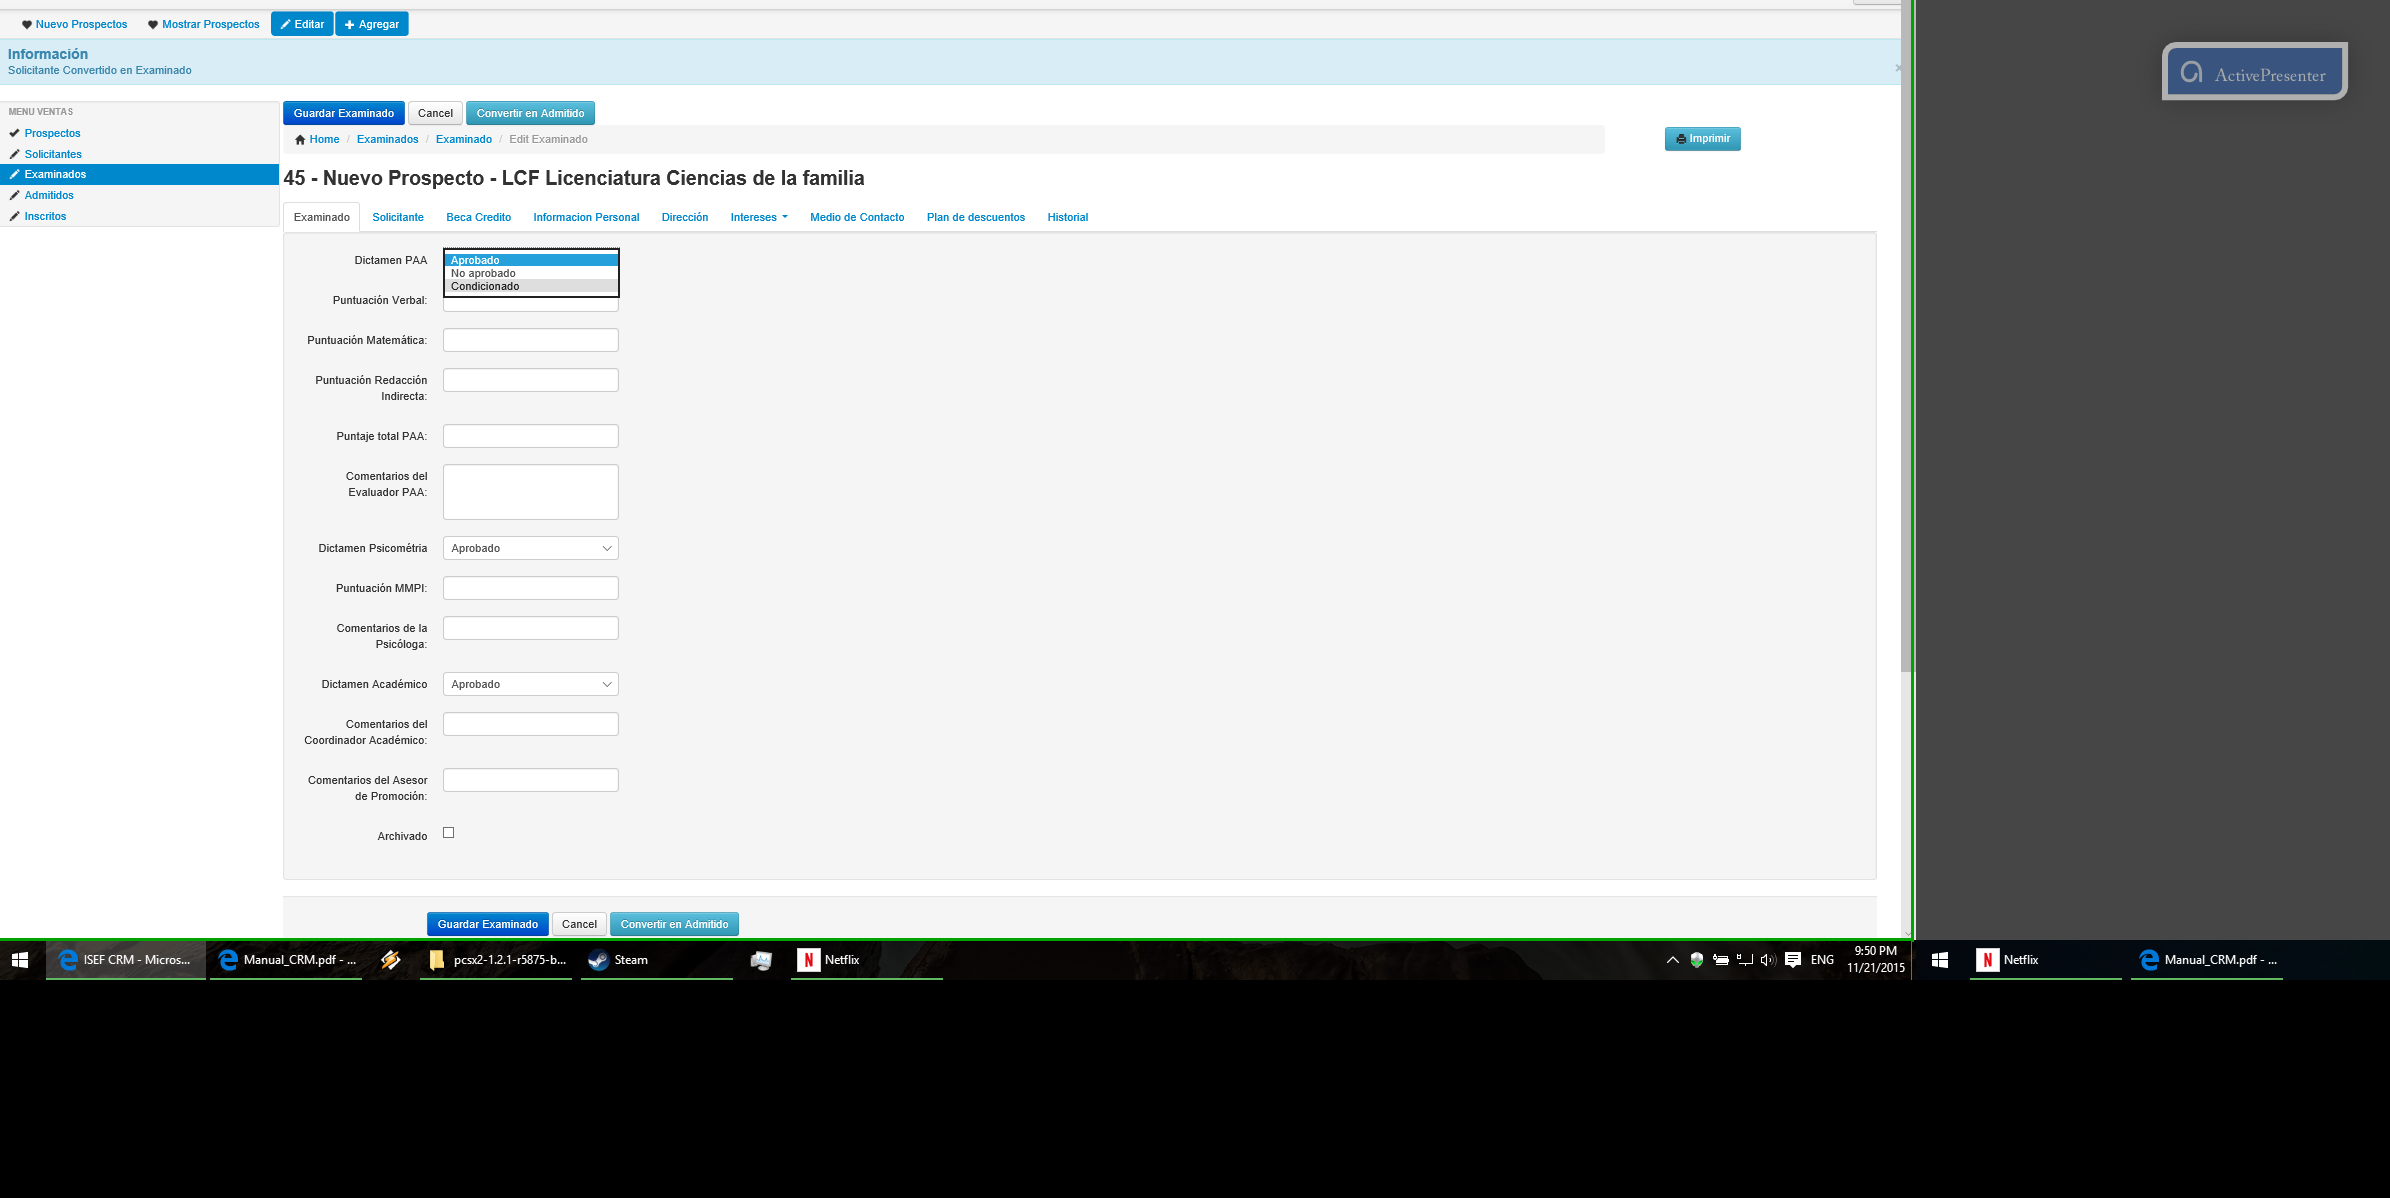 Nuevo Prospectos Mostrar Prospectos Editar Agregar
Información
Solicitante Convertido en Examinado
MENU VENTAS
Prospectos
Solicitantes
Examinados
Admitidos
Inscritos
Guardar Examinado Cancel Convertir en Admitido
Home / Examinados / Examinado / Edit Examinado
Imprimir
45 - Nuevo Prospecto - LCF Licenciatura Ciencias de la familia
Examinado Solicitante Beca Credito Informacion Personal Dirección Intereses Medio de Contacto Plan de descuentos Historial
Dictamen PAA
Aprobado
No aprobado
Condicionado
Puntuación Verbal:
Puntuación Matemática:
Puntuación Redacción
Indirecta:
Puntaje total PAA:
Comentarios del
Evaluador PAA:
Dictamen Psicométria Aprobado
Puntuación MMPI:
Comentarios de la
Psicóloga:
Dictamen Académico Aprobado
Comentarios del
Coordinador Académico:
Comentarios del Asesor
de Promoción:
Archivado
Guardar Examinado Cancel Convertir en Admitido
ActivePresenter
ISEF CRM - Micros... Manual_CRM.pdf - ... pcsx2-1.2.1-r5875-b... Steam Netflix ENG
9:50 PM
11/21/2015
Netflix Manual_CRM.pdf - ...